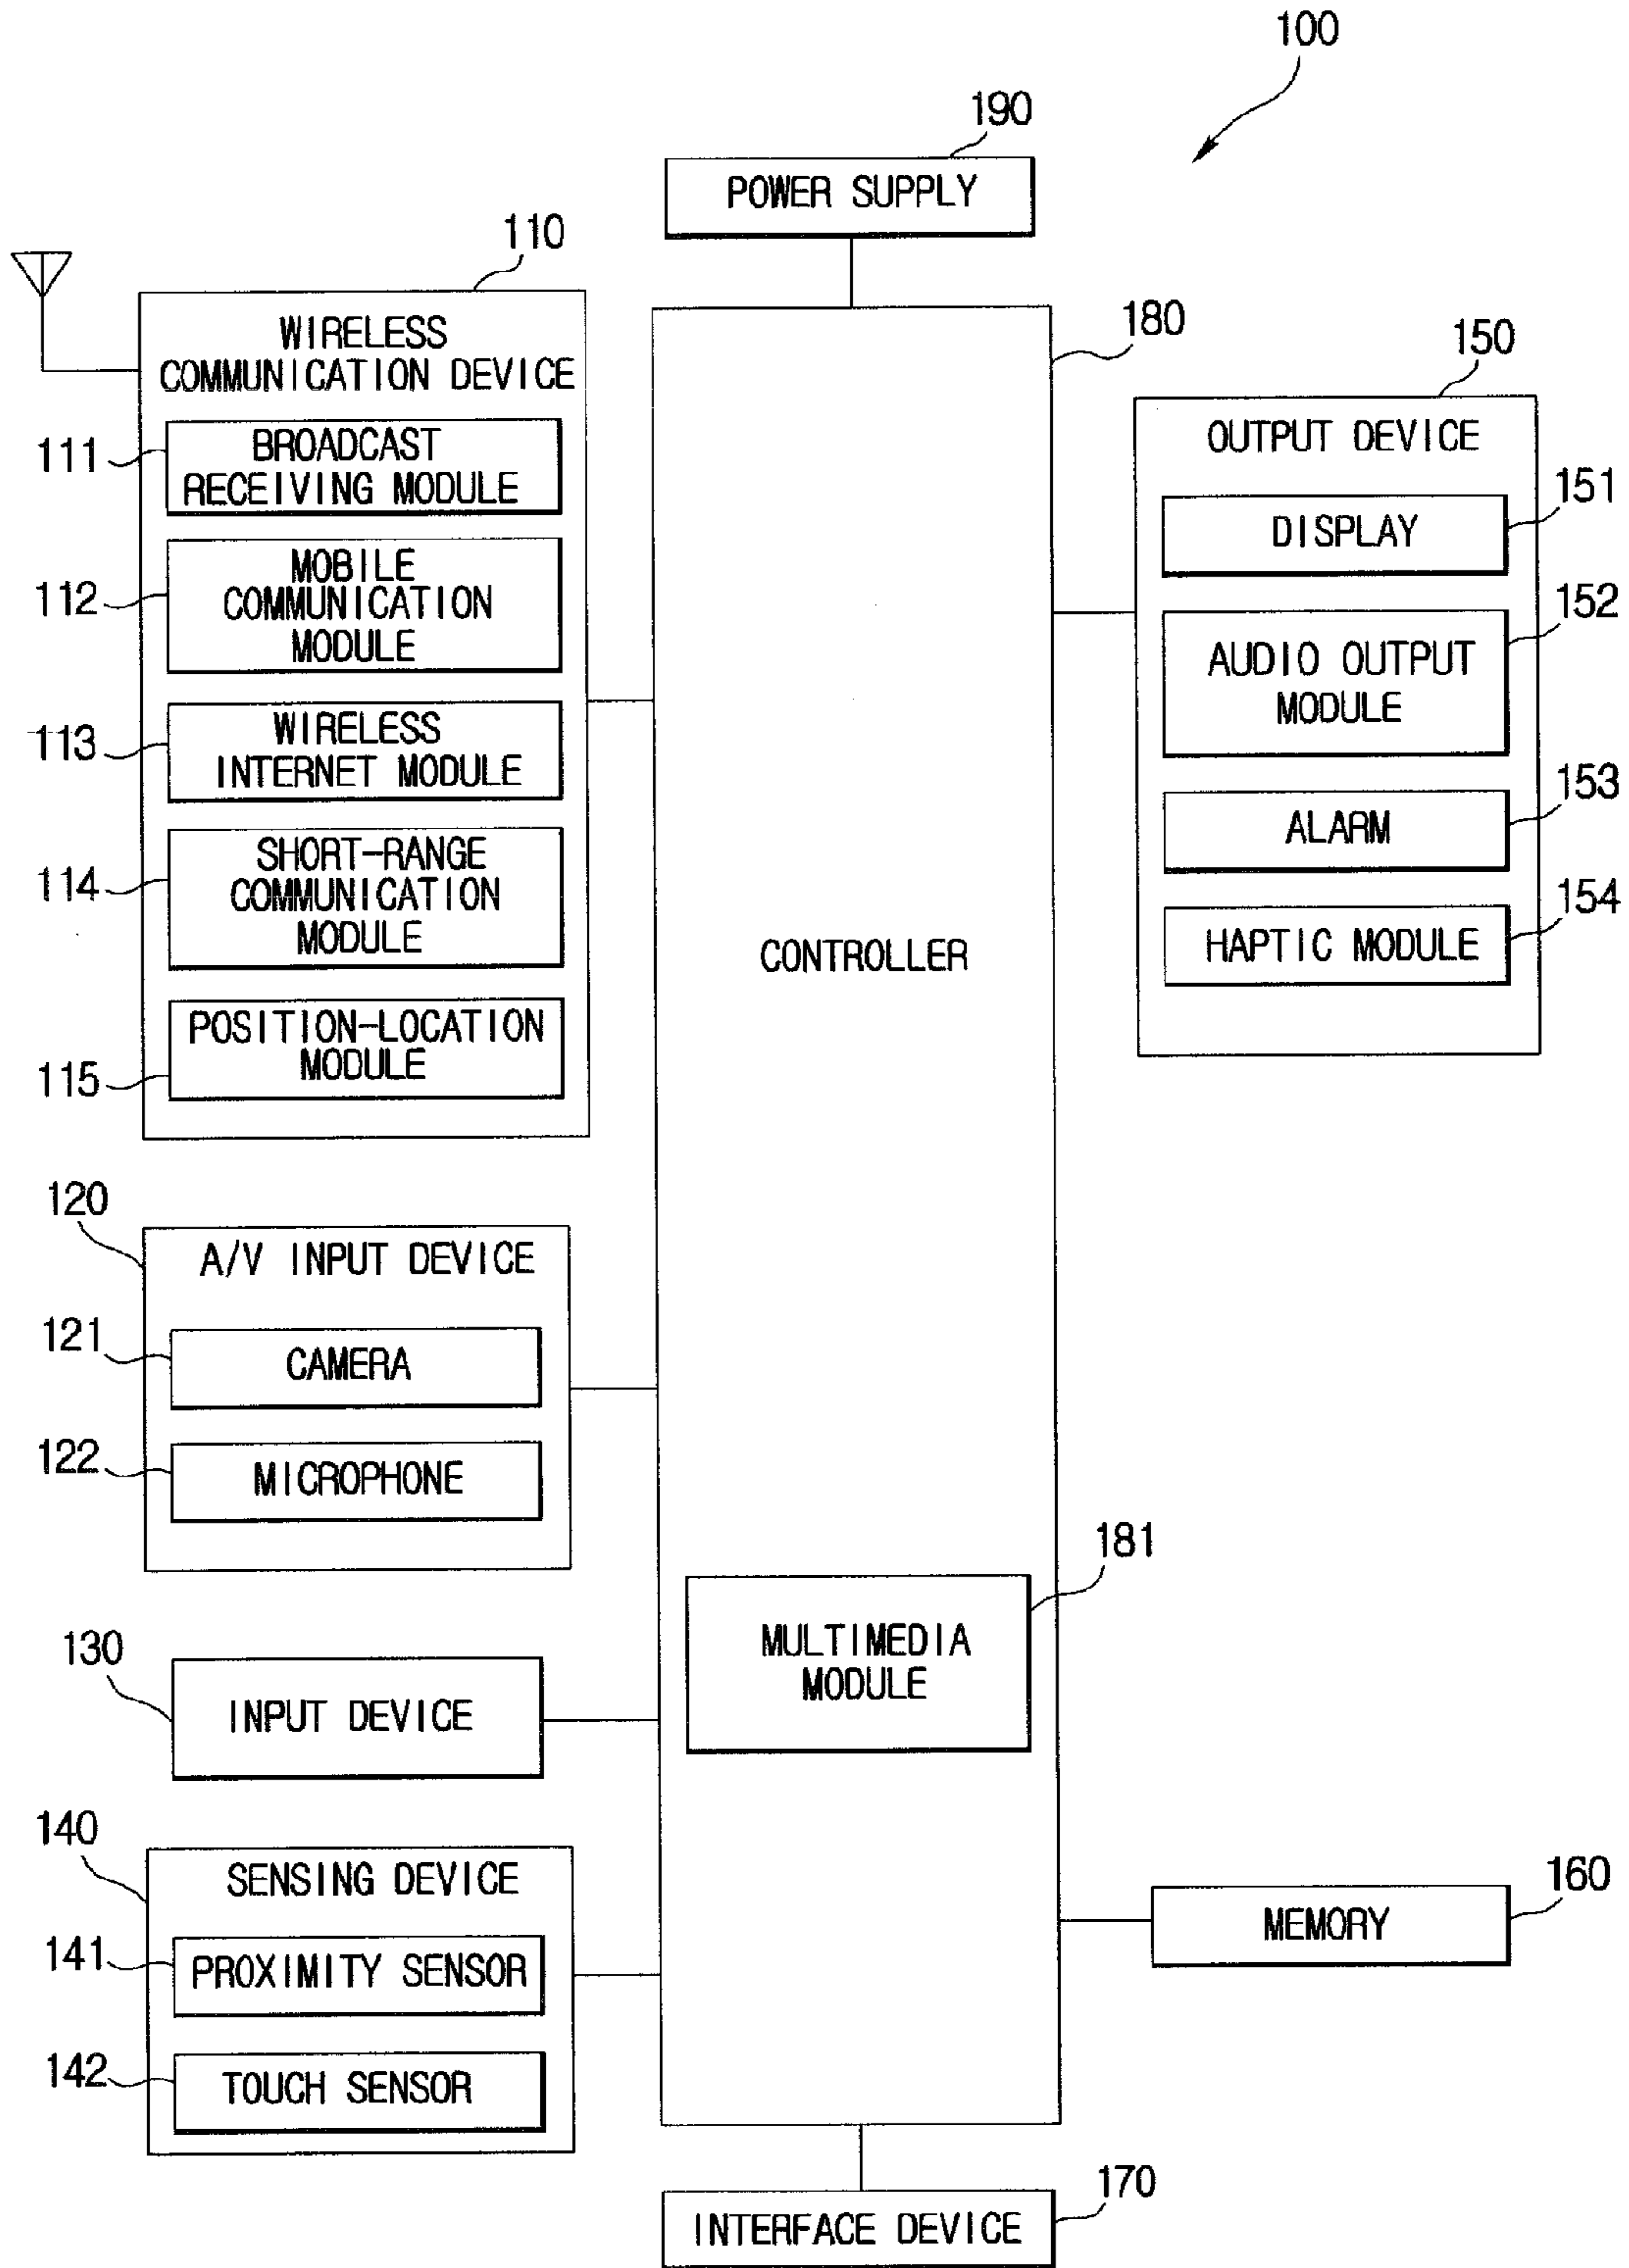 100
190
POWER SUPPLY
110
WIRELESS
COMMUNICATION DEVICE
111
BROADCAST
RECEIVING MODULE
112
MOBILE
COMMUNICATION
MODULE
113
WIRELESS
INTERNET MODULE
114
SHORT-RANGE
COMMUNICATION
MODULE
115
POSITION-LOCATION
MODULE
120
A/V INPUT DEVICE
121
CAMERA
122
MICROPHONE
130
INPUT DEVICE
140
SENSING DEVICE
141
PROXIMITY SENSOR
142
TOUCH SENSOR
180
CONTROLLER
181
MULTIMEDIA
MODULE
150
OUTPUT DEVICE
151
DISPLAY
152
AUDIO OUTPUT
MODULE
153
ALARM
154
HAPTIC MODULE
160
MEMORY
170
INTERFACE DEVICE